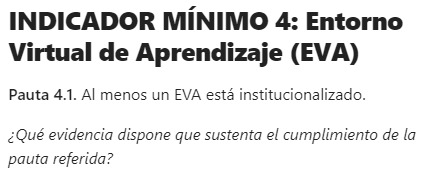 INDICADOR MÍNIMO 4: Entorno
Virtual de Aprendizaje (EVA)
Pauta 4.1. Al menos un EVA está institucionalizado.
¿Qué evidencia dispone que sustenta el cumplimiento de la
pauta referida?